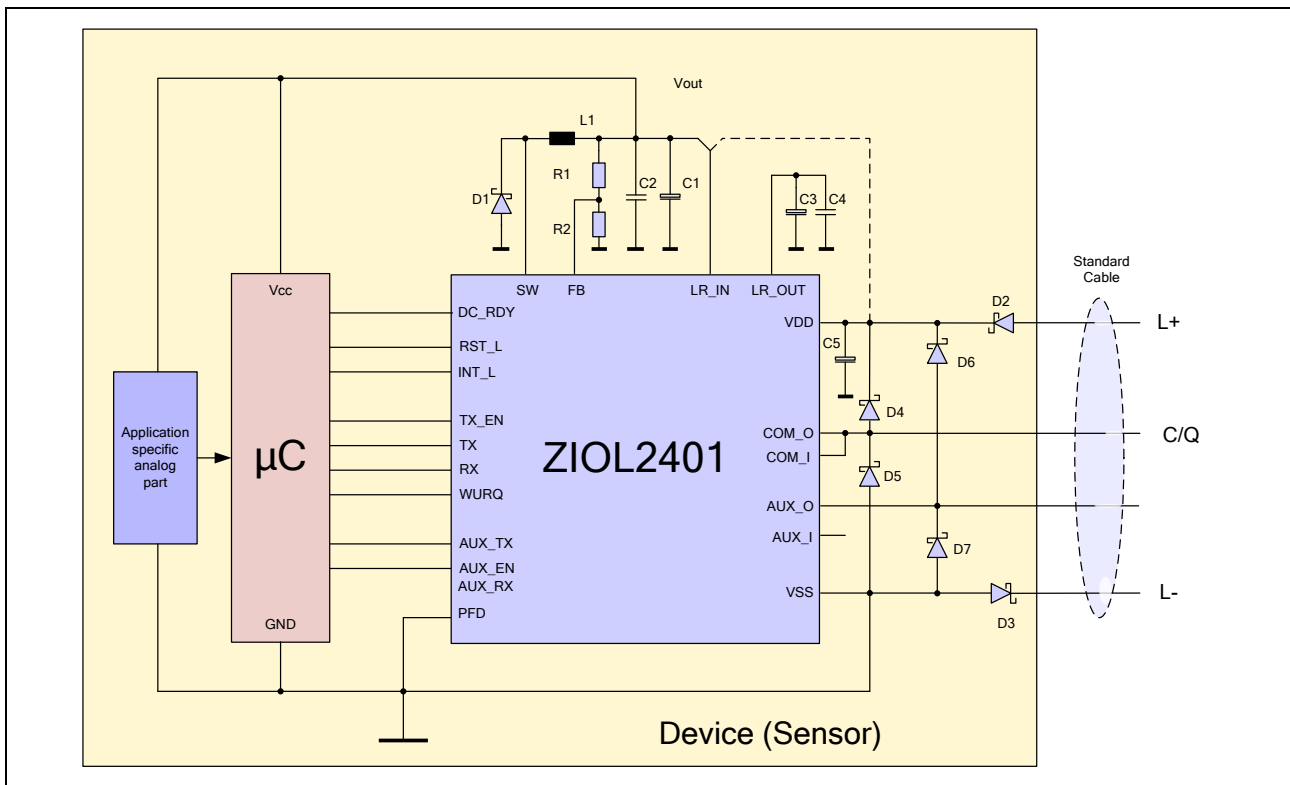 Vout
L1
R1
C2
C1
D1
R2
C3
C4
Standard
Cable
Vcc
SW
FB
LR_IN
LR_OUT
DC_RDY
VDD
D2
L+
RST_L
C5
D6
INT_L
Application
specific
analog
part
µC
TX_EN
TX
RX
WURQ
ZIOL2401
D4
COM_O
COM_I
C/Q
D5
AUX_O
AUX_I
AUX_TX
AUX_EN
AUX_RX
D7
VSS
L-
PFD
GND
D3
Device (Sensor)